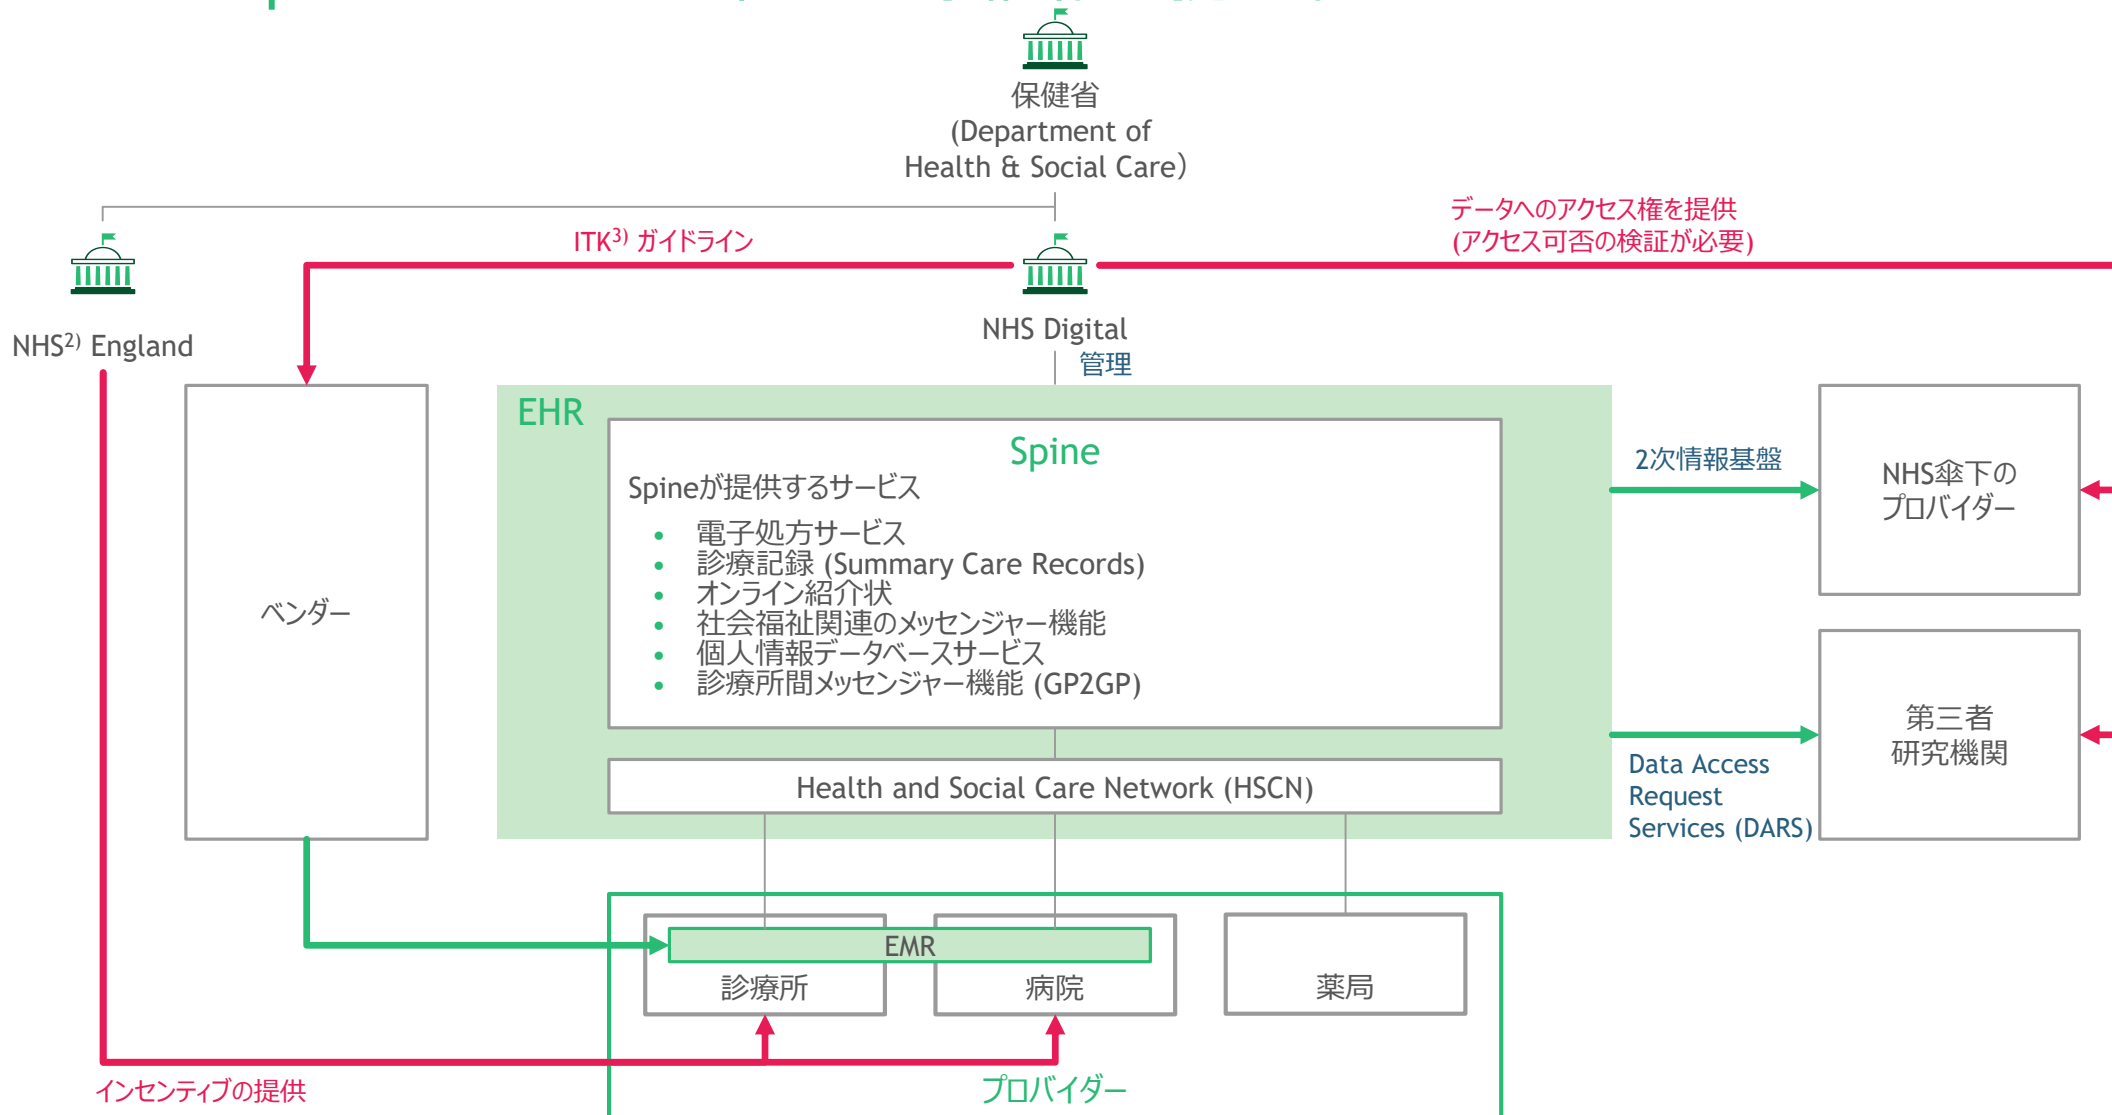 保健省
(Department of
Health & Social Care)
データへのアクセス権を提供
(アクセス可否の検証が必要)
ITK3) ガイドライン
NHS2) England
NHS Digital
管理
EHR
Spine
Spineが提供するサービス
• 電子処方サービス
• 診療記録 (Summary Care Records)
• オンライン紹介状
• 社会福祉関連のメッセンジャー機能
• 個人情報データベースサービス
• 診療所間メッセンジャー機能 (GP2GP)
2次情報基盤
NHS傘下の
プロバイダー
ベンダー
第三者
研究機関
Data Access
Request
Services (DARS)
Health and Social Care Network (HSCN)
EMR
診療所
病院
薬局
インセンティブの提供
プロバイダー